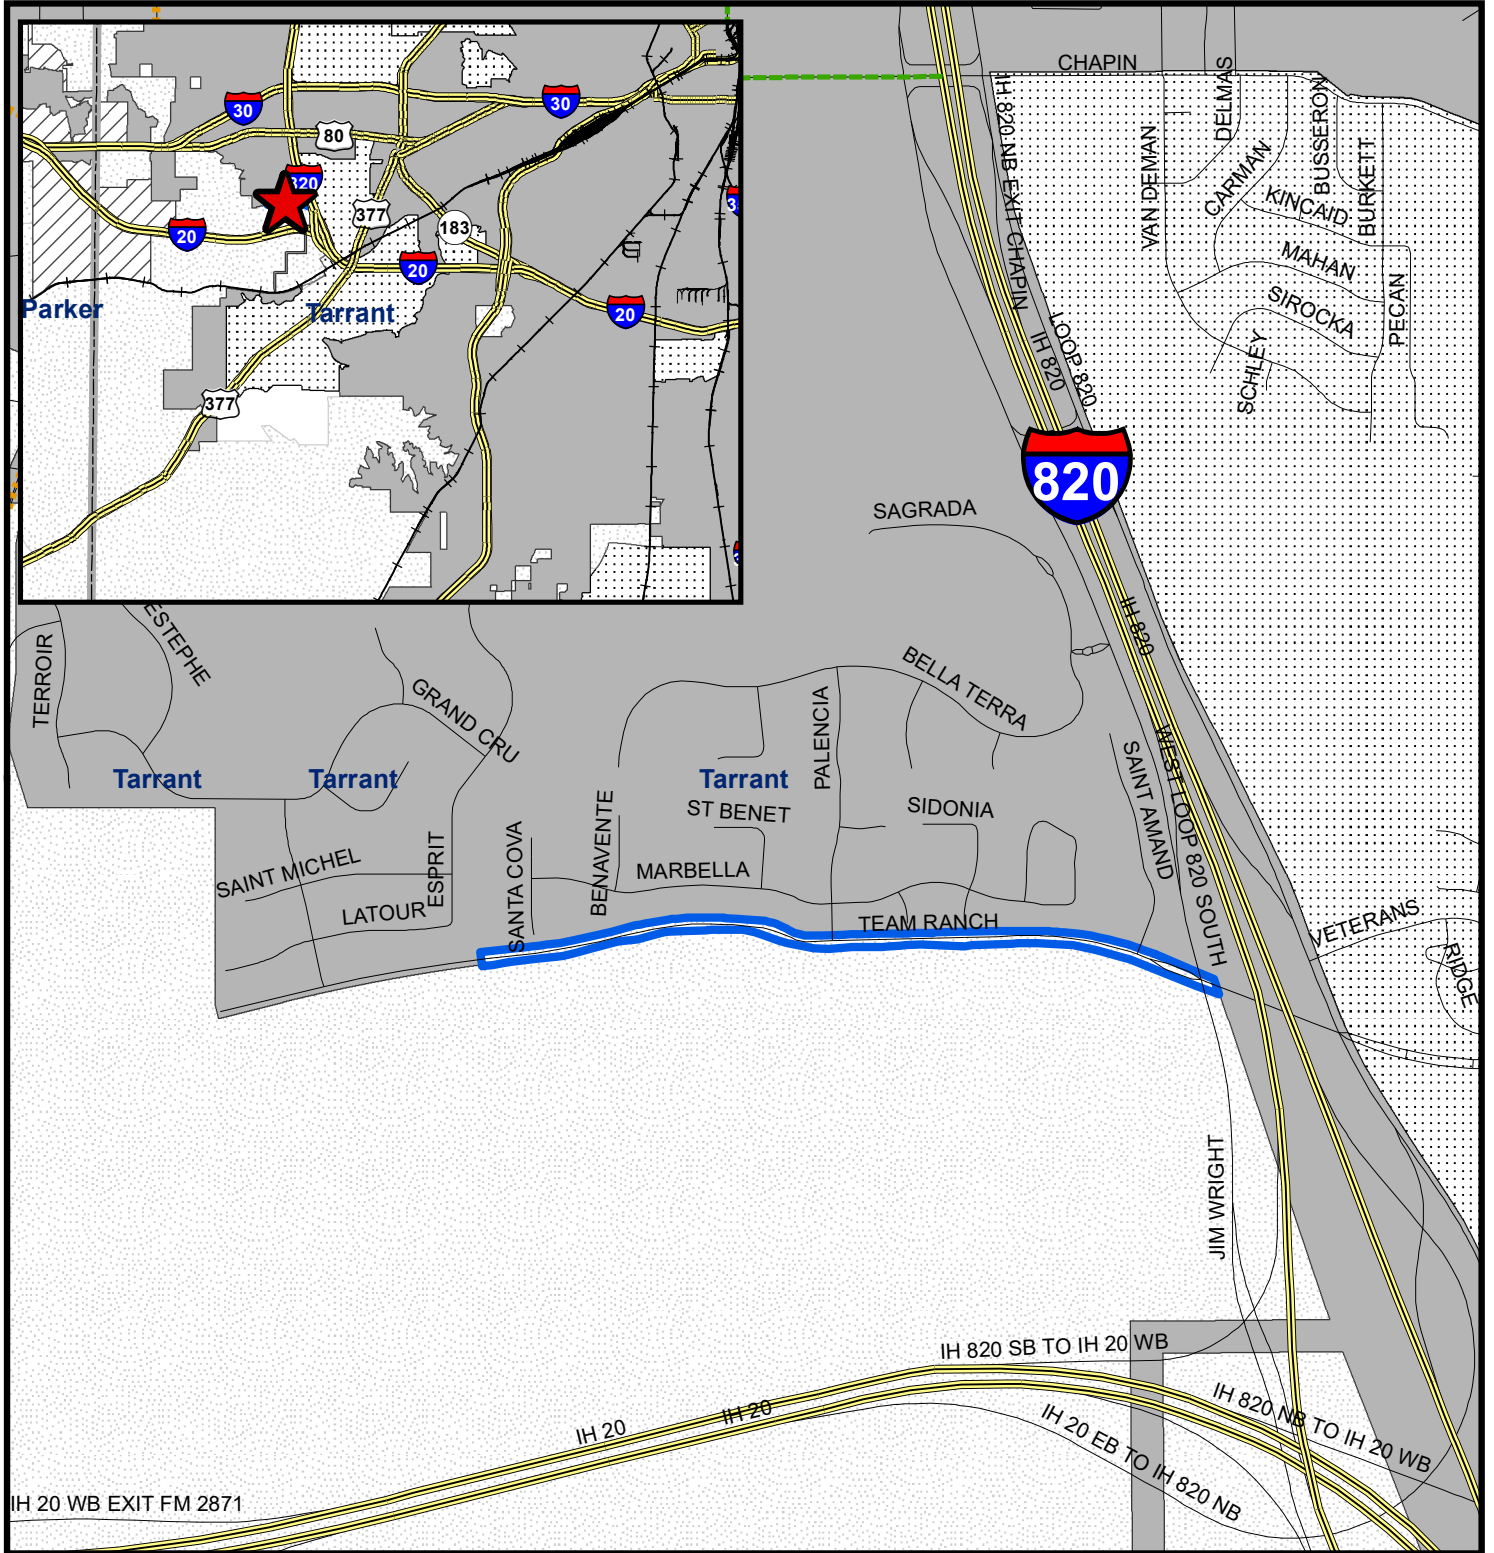 30
30
80
820
377
183
20
20
20
Parker
Tarrant
377
CHAPIN
DELMAS
BUSSERON
VAN DEMAN
CARMAN
BURKETT
KINCAID
MAHAN
SIROCKA
PECAN
SCHLEY
IH 820 NB EXIT CHAPIN
LOOP 820
IH 820
820
SAGRADA
IH 820
ESTEPHE
TERROIR
GRAND CRU
BELLA TERRA
PALENCIA
Tarrant
Tarrant
Tarrant
WEST LOOP 820 SOUTH
SAINT AMAND
ST BENET
SIDONIA
BENAVENTE
SANTA COVA
ESPRIT
SAINT MICHEL
MARBELLA
LATOUR
TEAM RANCH
VETERANS
RIDGE
JIM WRIGHT
IH 820 SB TO IH 20 WB
IH 820 NB TO IH 20 WB
IH 20
IH 20
IH 20 EB TO IH 820 NB
IH 20 WB EXIT FM 2871